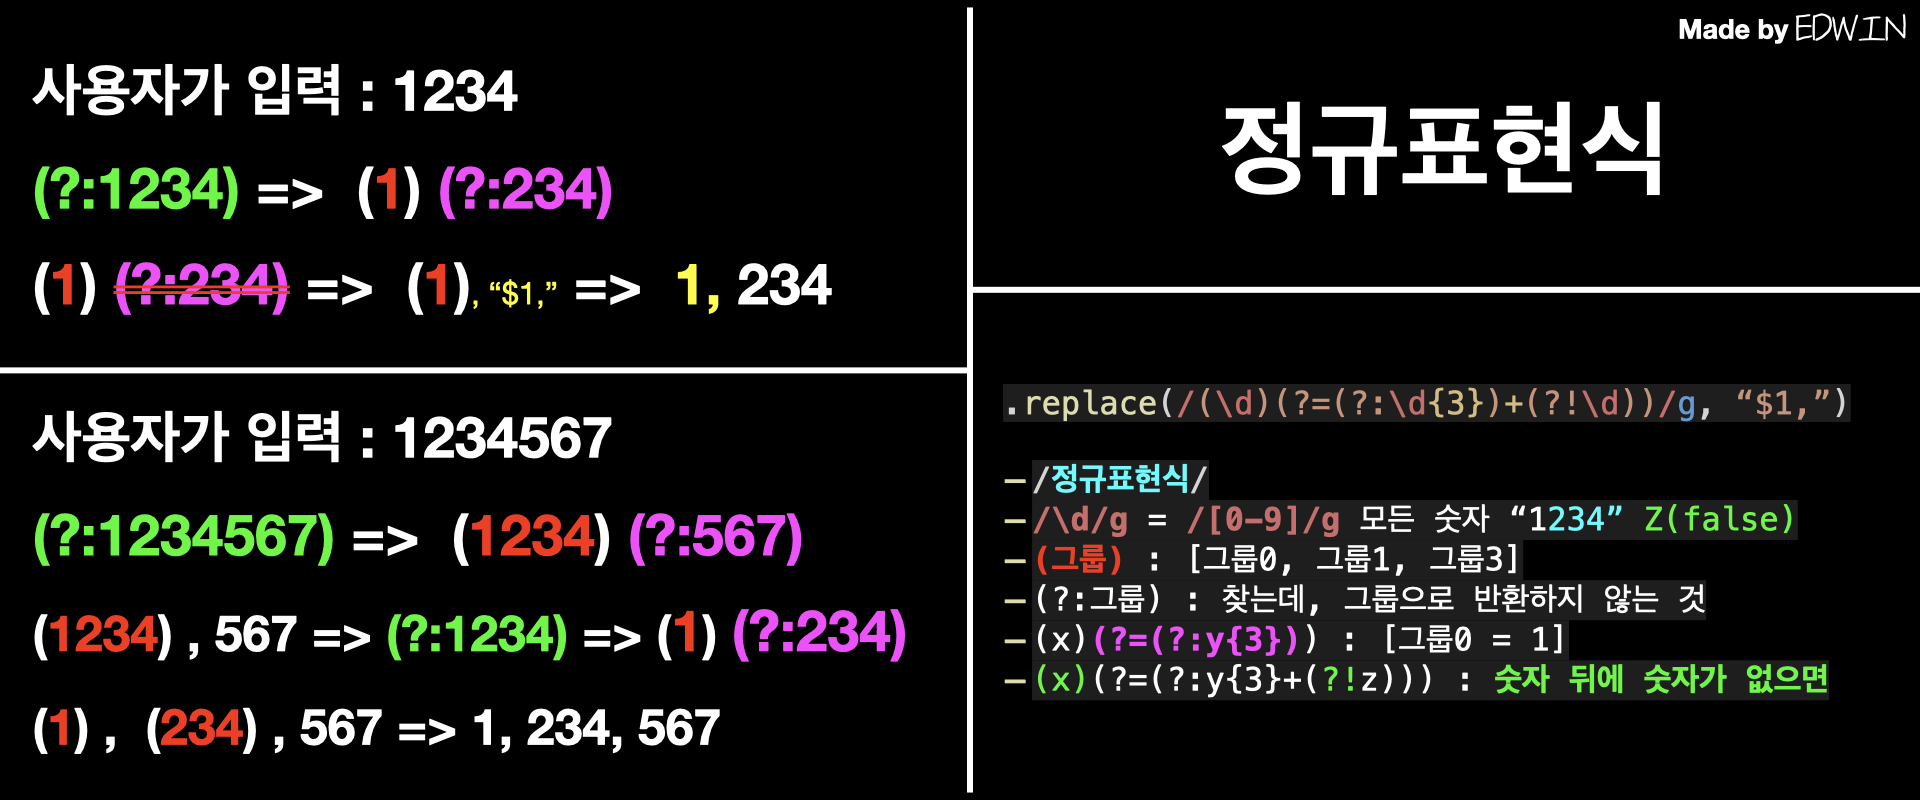 사용자가 입력 : 1234
(?:1234) => (1) (?:234)
(1) (?:234) => (1), “$1,” => 1, 234
사용자가 입력 : 1234567
(?:1234567) => (1234) (?:567)
(1234) , 567 => (?:1234) => (1) (?:234)
(1) , (234) , 567 => 1, 234, 567
Made by EDWIN
정규표현식
.replace(/(\d)(?=(?:\d{3})+(?!\d))/g, “$1,”)
– /정규표현식/
– /\d/g = /[0-9]/g 모든 숫자 “1234” Z(false)
– (그룹) : [그룹0, 그룹1, 그룹3]
– (?:그룹) : 찾는데, 그룹으로 반환하지 않는 것
– (x)(?=(?:y{3})) : [그룹0 = 1]
– (x)(?=(?:y{3}+(?!z))) : 숫자 뒤에 숫자가 없으면